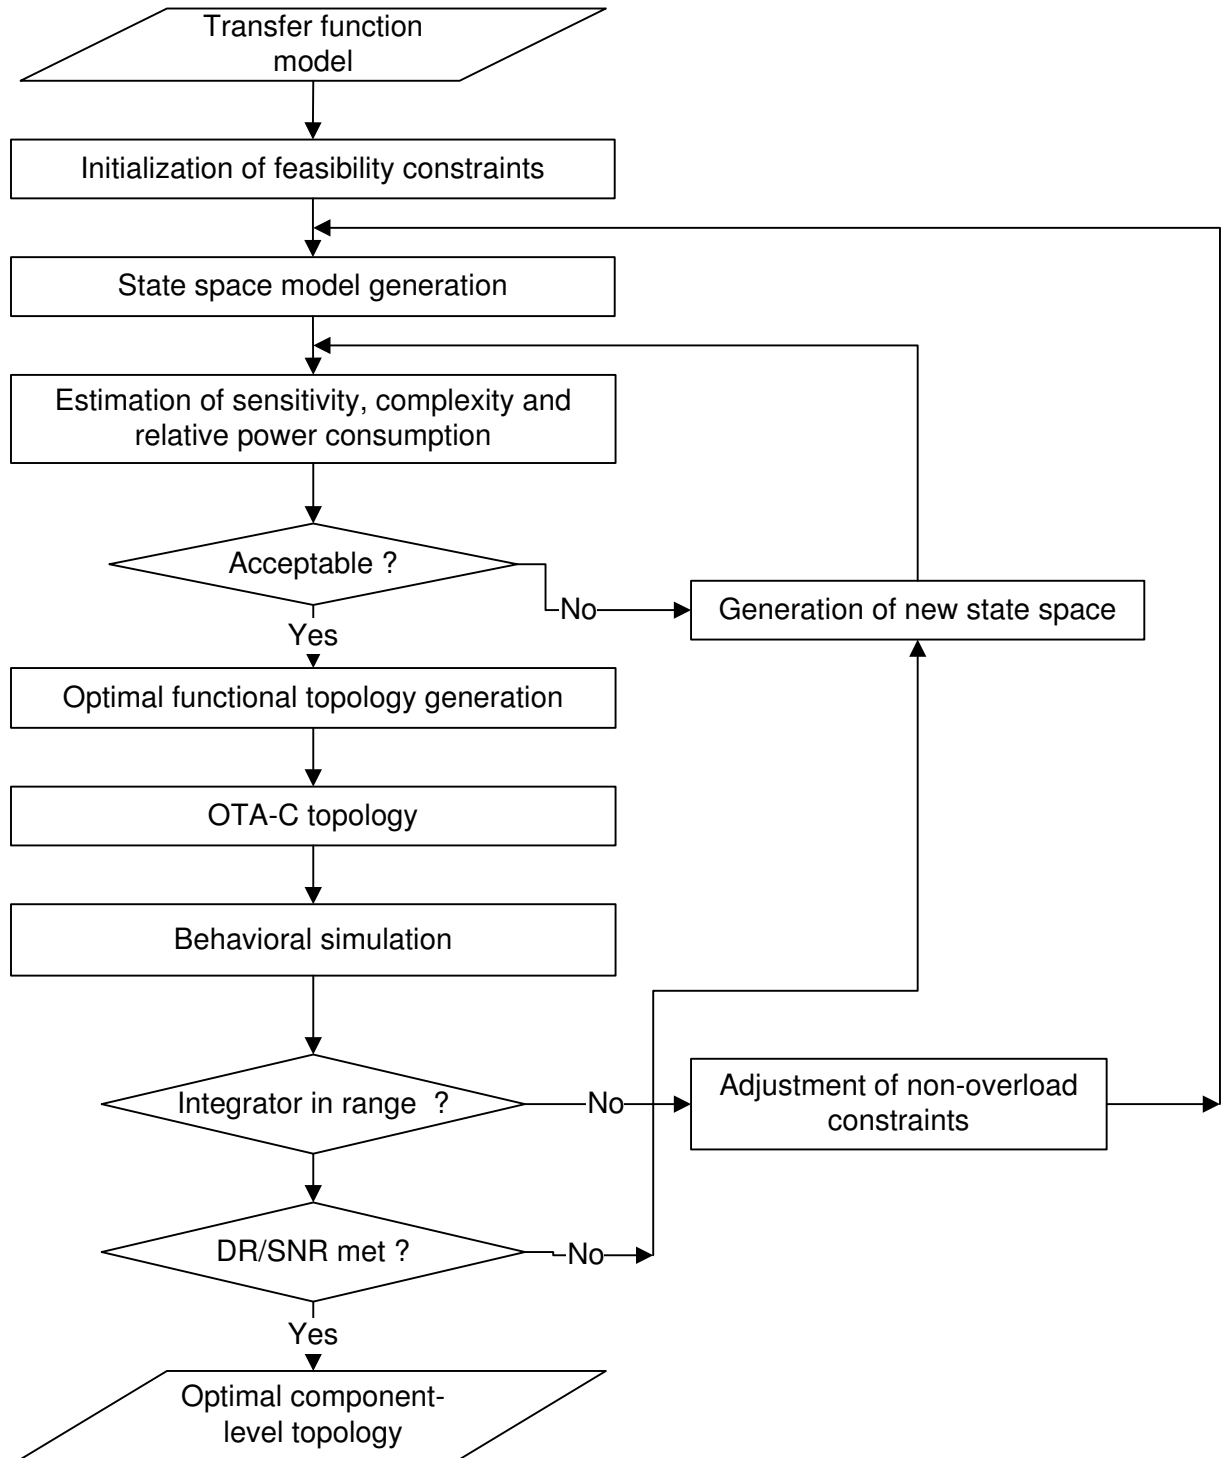 Transfer function
model
Initialization of feasibility constraints
State space model generation
Estimation of sensitivity, complexity and
relative power consumption
Acceptable ?
No
Generation of new state space
Yes
Optimal functional topology generation
OTA-C topology
Behavioral simulation
Integrator in range ?
No
Adjustment of non-overload
constraints
DR/SNR met ?
No
Yes
Optimal component-
level topology